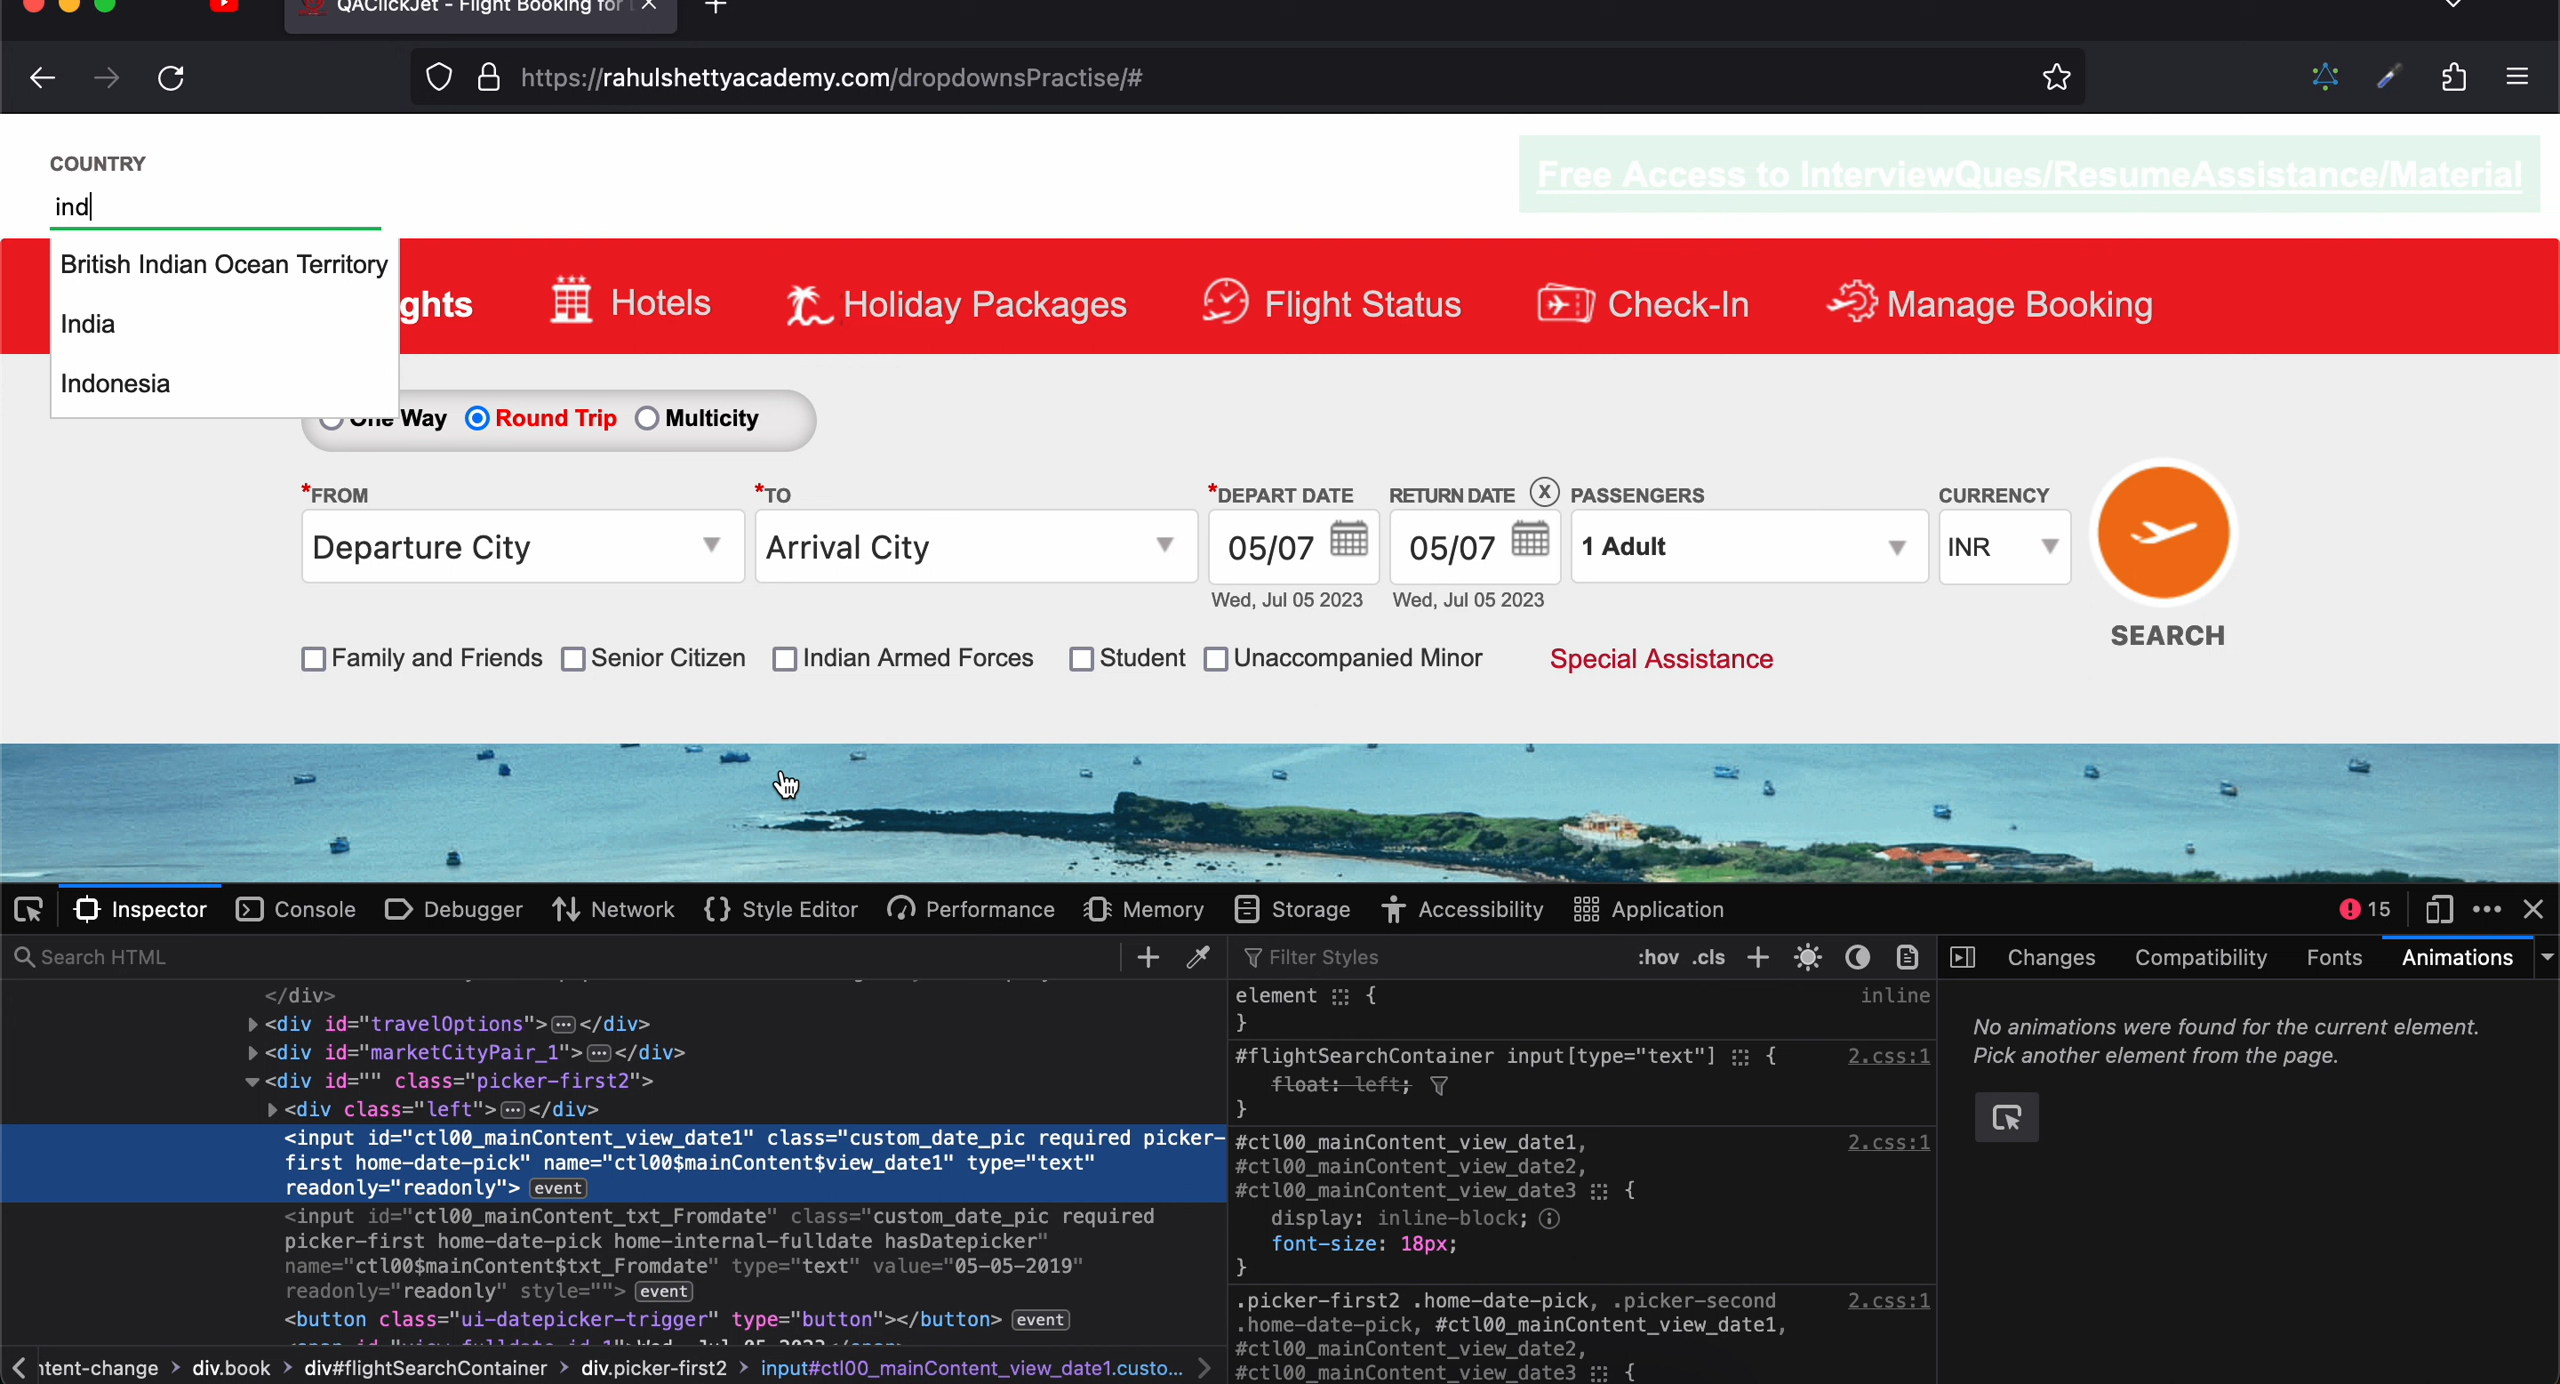 QAClickJet - Flight Booking for
https://rahulshettyacademy.com/dropdownsPractise/#
COUNTRY
ind
Free Access to InterviewQues/ResumeAssistance/Material
British Indian Ocean Territory
India
Indonesia
ghts
Hotels
Holiday Packages
Flight Status
Check-In
Manage Booking
One Way
Round Trip
Multicity
*FROM
*TO
*DEPART DATE
RETURN DATE
X
PASSENGERS
CURRENCY
Departure City
Arrival City
05/07
05/07
1 Adult
INR
Wed, Jul 05 2023
Wed, Jul 05 2023
SEARCH
Family and Friends
Senior Citizen
Indian Armed Forces
Student
Unaccompanied Minor
Special Assistance
Inspector
Console
Debugger
Network
Style Editor
Performance
Memory
Storage
Accessibility
Application
15
Search HTML
Filter Styles
:hov .cls
Changes
Compatibility
Fonts
Animations
</div>
<div id="travelOptions"></div>
<div id="marketCityPair_1"></div>
<div id="" class="picker-first2">
<div class="left"></div>
<input id="ctl00_mainContent_view_date1" class="custom_date_pic required picker-
first home-date-pick" name="ctl00$mainContent$view_date1" type="text"
readonly="readonly"> event
<input id="ctl00_mainContent_txt_Fromdate" class="custom_date_pic required
picker-first home-date-pick home-internal-fulldate hasDatepicker"
name="ctl00$mainContent$txt_Fromdate" type="text" value="05-05-2019"
readonly="readonly" style=""> event
<button class="ui-datepicker-trigger" type="button"></button> event
ntent-change > div.book > div#flightSearchContainer > div.picker-first2 > input#ctl00_mainContent_view_date1.custo...
element {
inline
}
#flightSearchContainer input[type="text"] {
2.css:1
float: left;
}
#ctl00_mainContent_view_date1,
2.css:1
#ctl00_mainContent_view_date2,
#ctl00_mainContent_view_date3 {
display: inline-block;
font-size: 18px;
}
.picker-first2 .home-date-pick, .picker-second
2.css:1
.home-date-pick, #ctl00_mainContent_view_date1,
#ctl00_mainContent_view_date2,
#ctl00_mainContent_view_date3 {
No animations were found for the current element.
Pick another element from the page.